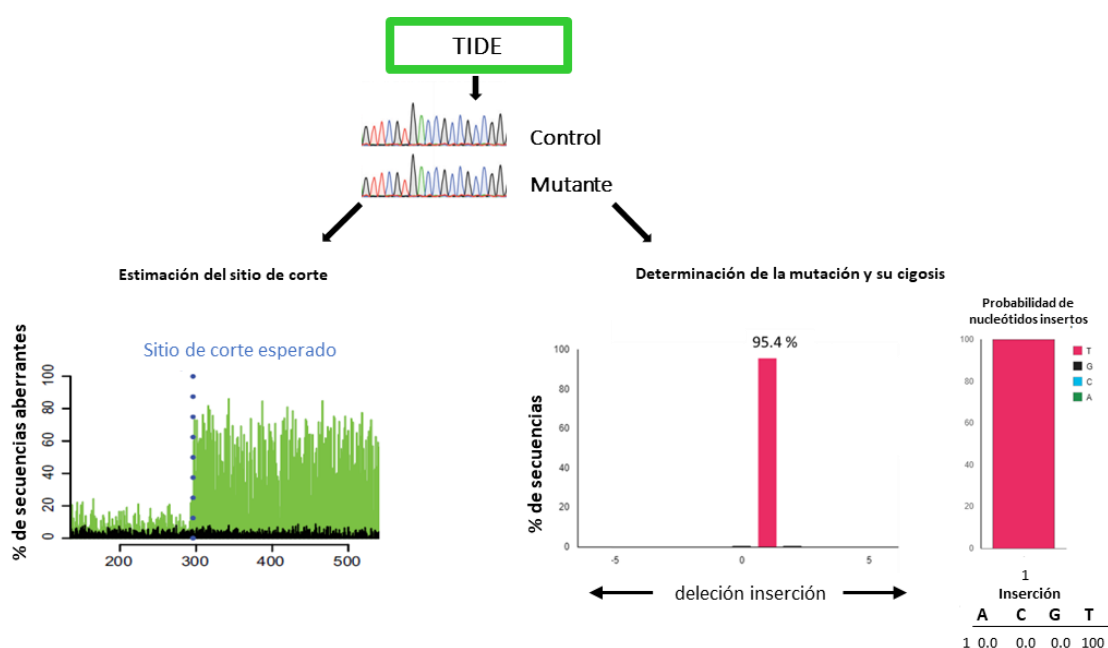 TIDE
Control
Mutante
Estimación del sitio de corte
Determinación de la mutación y su cigosis
% de secuencias aberrantes
Sitio de corte esperado
100
80
60
40
20
0
200
300
400
500
% de secuencias
95.4 %
100
80
60
40
20
0
-5
0
5
deleción inserción
Probabilidad de
nucleótidos insertos
100
80
60
40
20
0
T
G
C
A
1
Inserción
A C G T
1 0.0 0.0 0.0 100